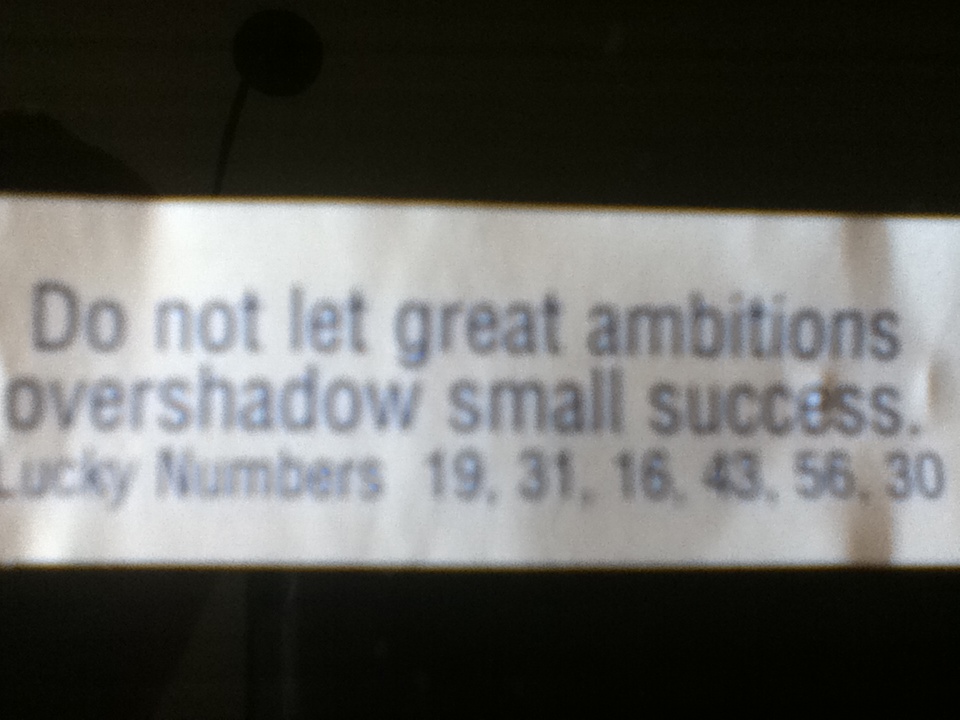 Do not let great ambitions
overshadow small success.
Lucky Numbers 19, 31, 16, 43, 56, 30